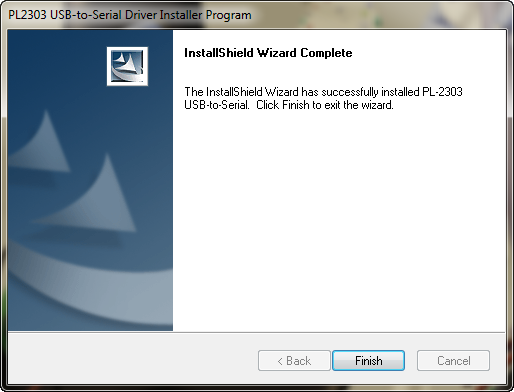 PL2303 USB-to-Serial Driver Installer Program
InstallShield Wizard Complete
The InstallShield Wizard has successfully installed PL-2303
USB-to-Serial.  Click Finish to exit the wizard.
< Back
Finish
Cancel